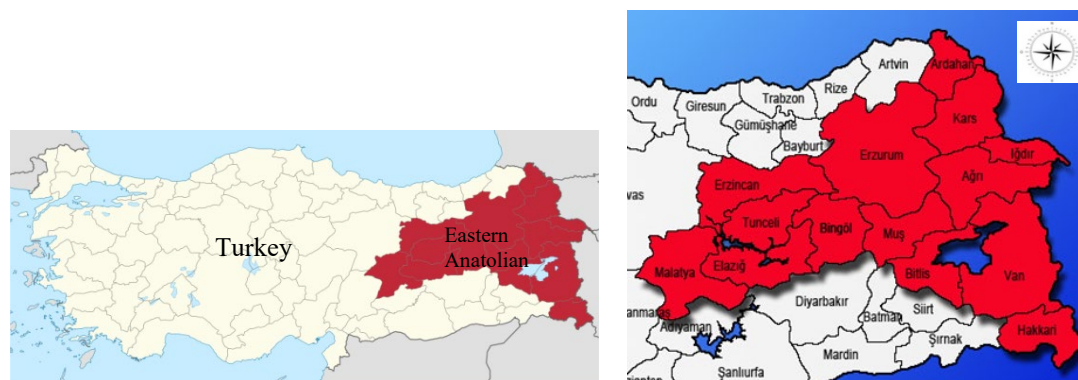 Turkey
Eastern
Anatolian
Artvin
Ardahan
Rize
Ordu
Giresun
Trabzon
Kars
Gümüşhane
Bayburt
Erzurum
Iğdır
Ağrı
Erzincan
vas
Tunceli
Bingöl
Muş
Malatya
Elazığ
Bitlis
Van
Diyarbakır
Siirt
Batman
anmaraş
Adıyaman
Hakkari
Şırnak
Mardin
Şanlıurfa